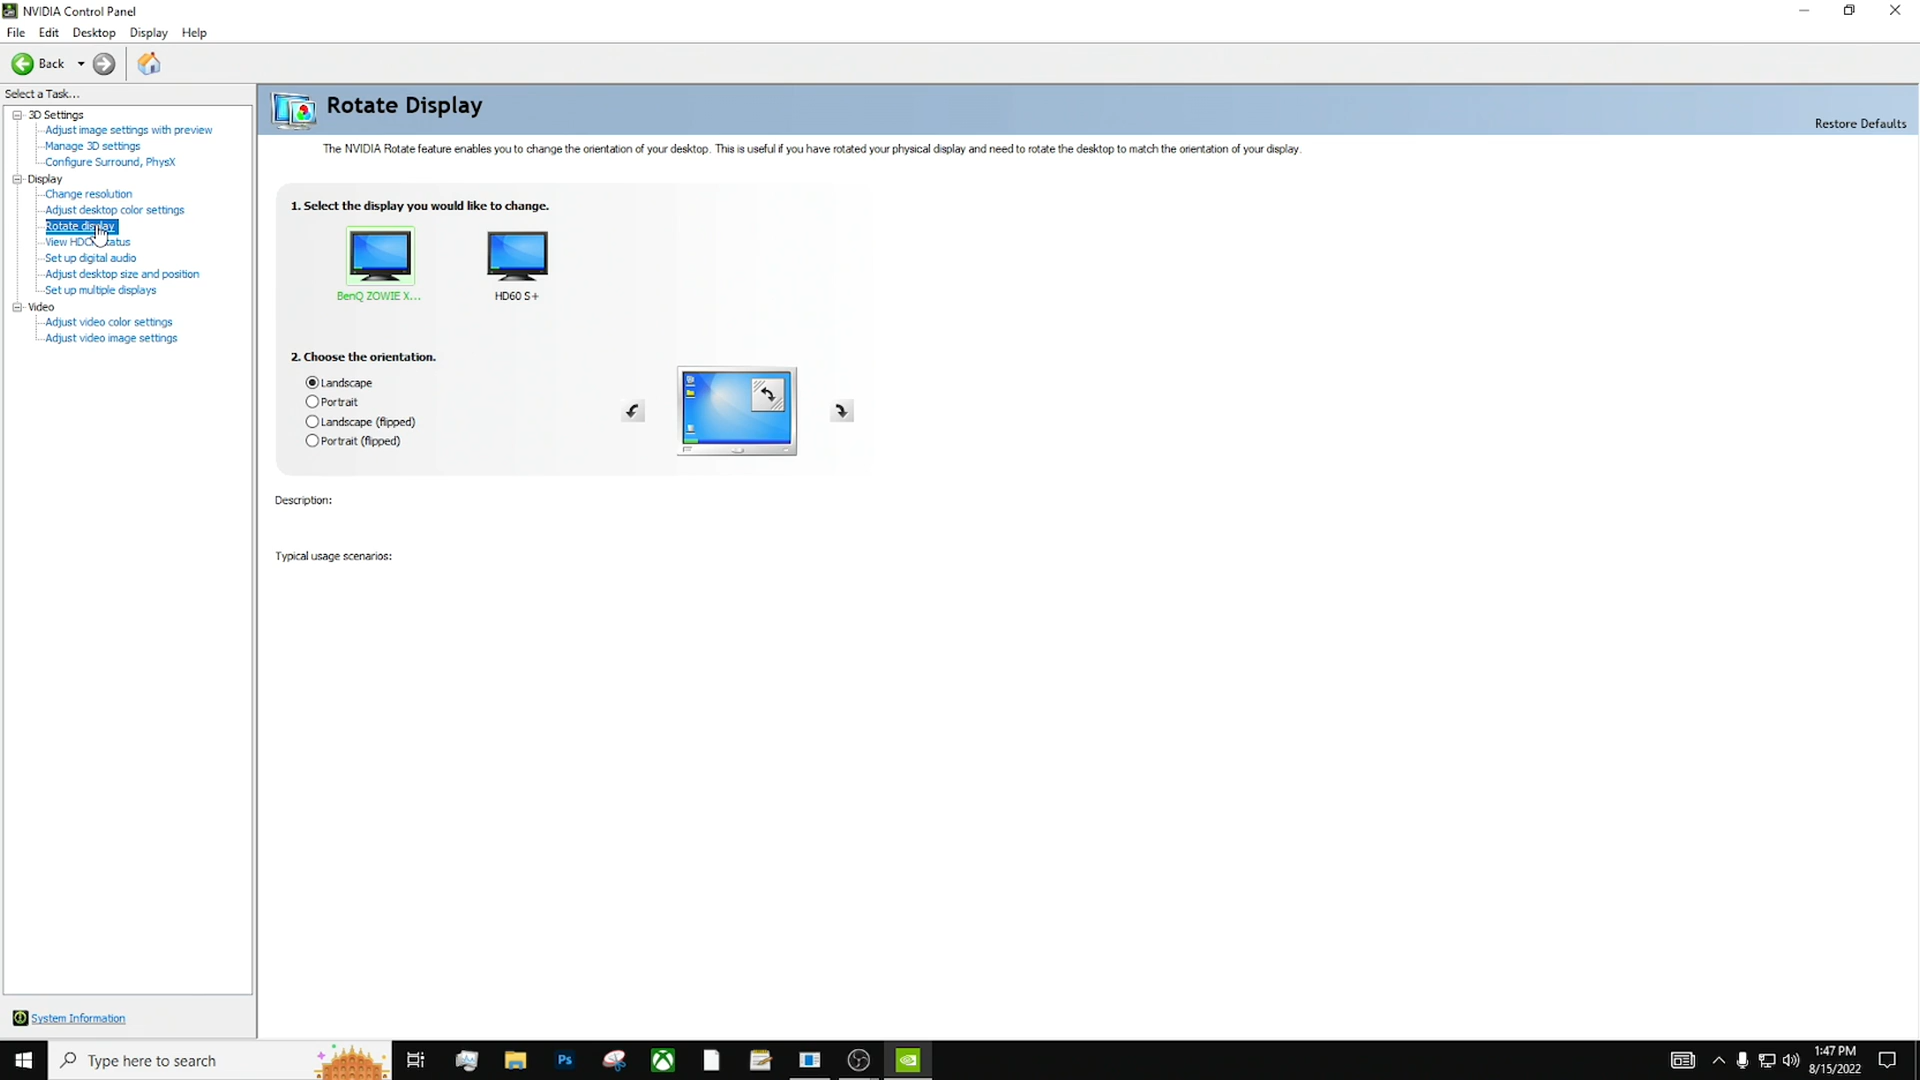 NVIDIA Control Panel
File Edit Desktop Display Help
Back
Select a Task...
3D Settings
Adjust image settings with preview
Manage 3D settings
Configure Surround, PhysX
Display
Change resolution
Adjust desktop color settings
Rotate display
View HDCP status
Set up digital audio
Adjust desktop size and position
Set up multiple displays
Video
Adjust video color settings
Adjust video image settings
System Information
Rotate Display
Restore Defaults
The NVIDIA Rotate feature enables you to change the orientation of your desktop. This is useful if you have rotated your physical display and need to rotate the desktop to match the orientation of your display.
1. Select the display you would like to change.
BenQ ZOWIE X...
HD60 S+
2. Choose the orientation.
Landscape
Portrait
Landscape (flipped)
Portrait (flipped)
Description:
Typical usage scenarios:
Type here to search
Ps
1:47 PM
8/15/2022